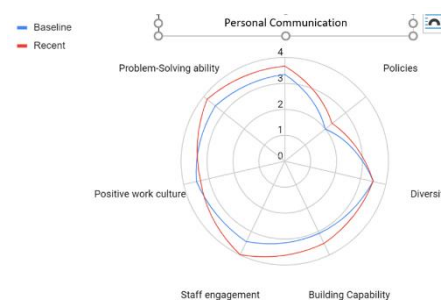 Baseline
Recent
Personal Communication
4
3
2
1
0
Problem-Solving ability
Policies
Positive work culture
Diversit
Staff engagement
Building Capability